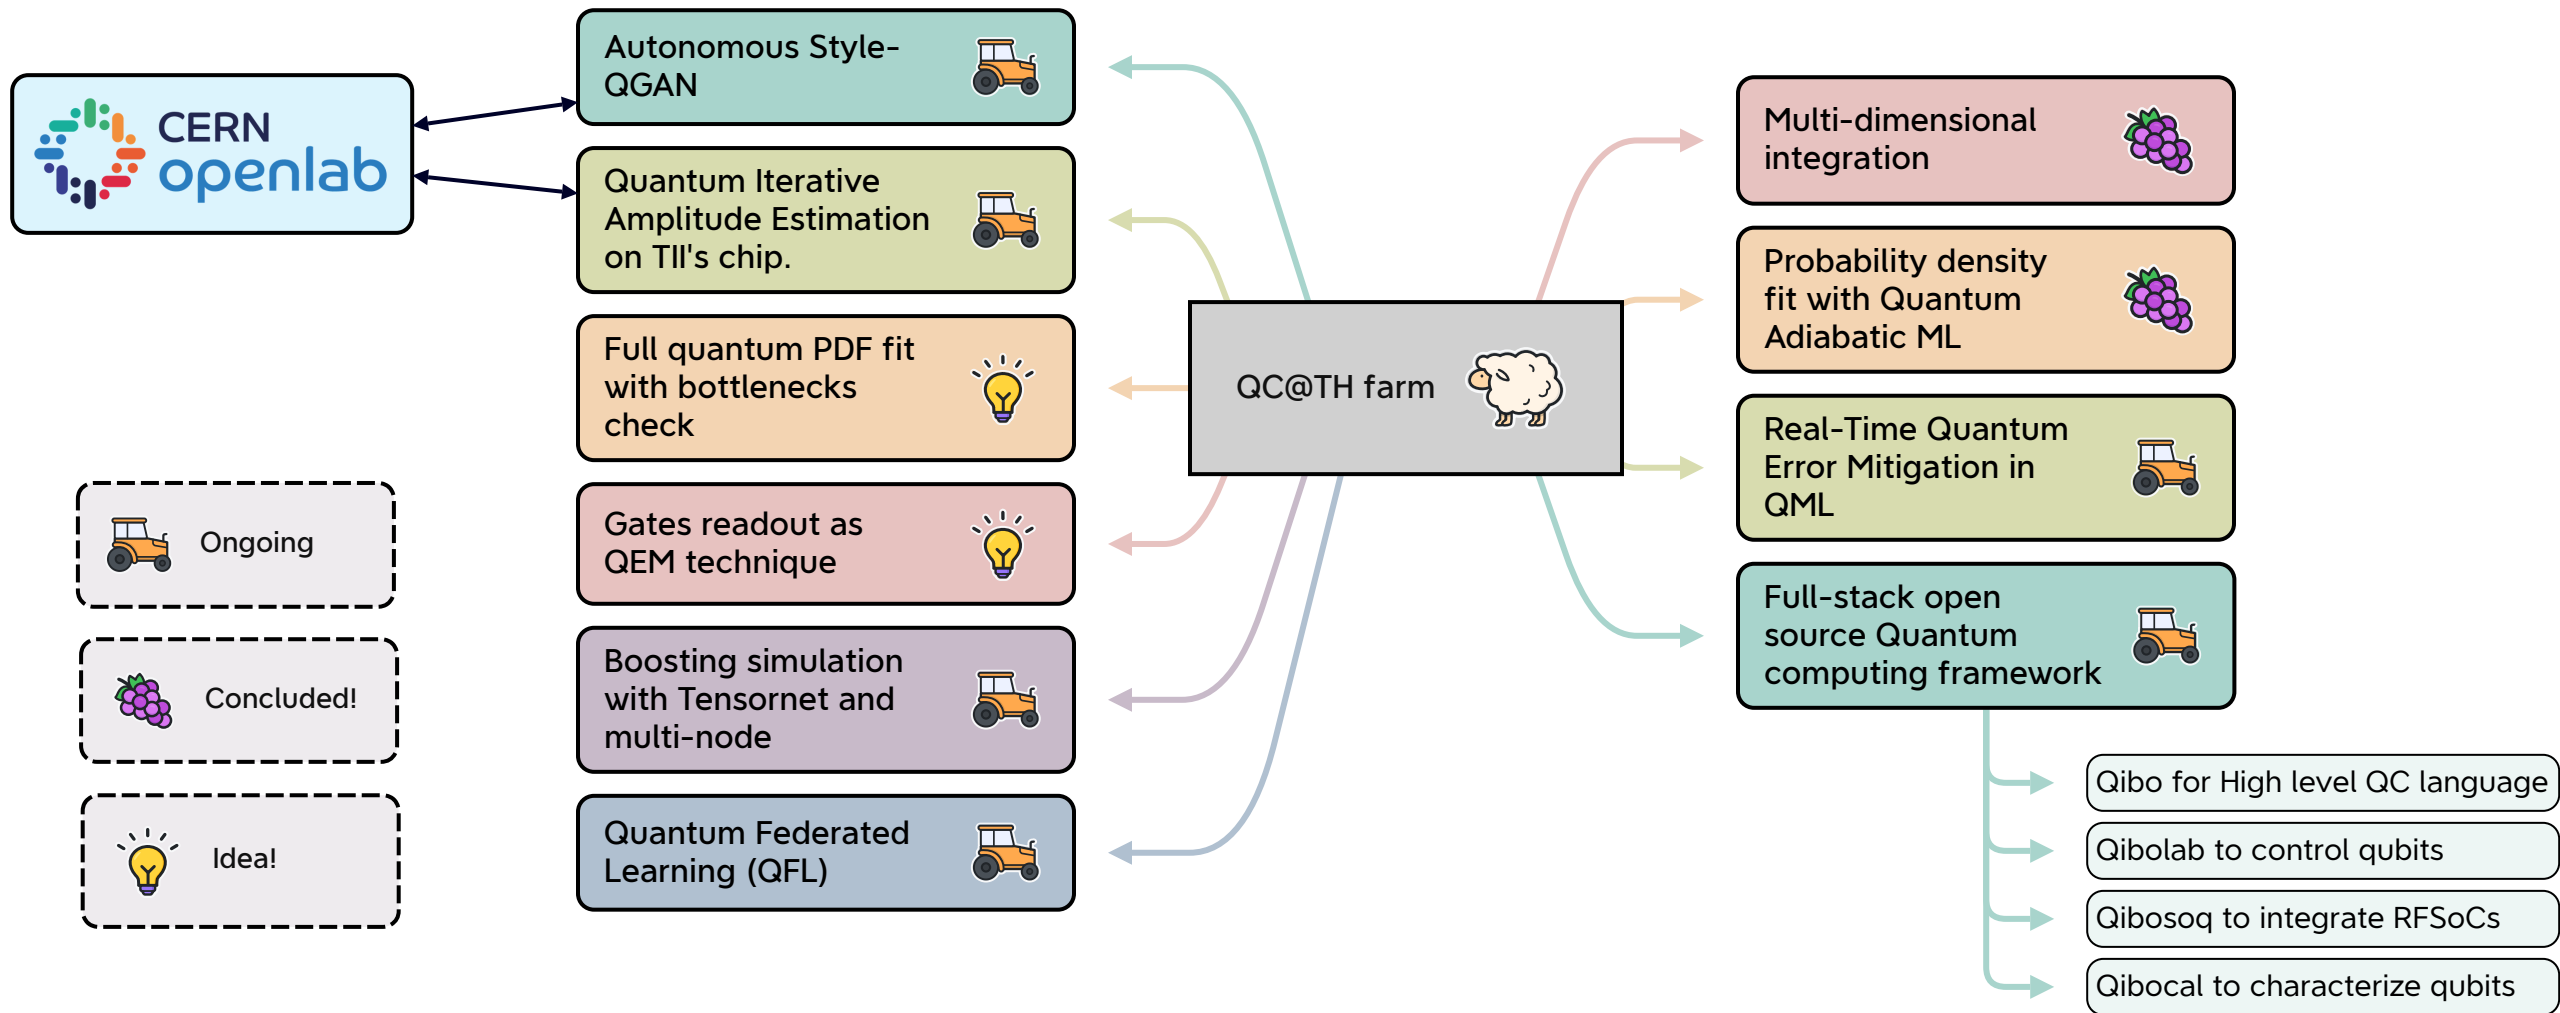 CERN
openlab
Autonomous Style-
QGAN
Quantum Iterative
Amplitude Estimation
on TII's chip.
Full quantum PDF fit
with bottlenecks
check
Gates readout as
QEM technique
Boosting simulation
with Tensornet and
multi-node
Quantum Federated
Learning (QFL)
Ongoing
Concluded!
Idea!
QC@TH farm
Multi-dimensional
integration
Probability density
fit with Quantum
Adiabatic ML
Real-Time Quantum
Error Mitigation in
QML
Full-stack open
source Quantum
computing framework
Qibo for High level QC language
Qibolab to control qubits
Qibosoq to integrate RFSoCs
Qibocal to characterize qubits